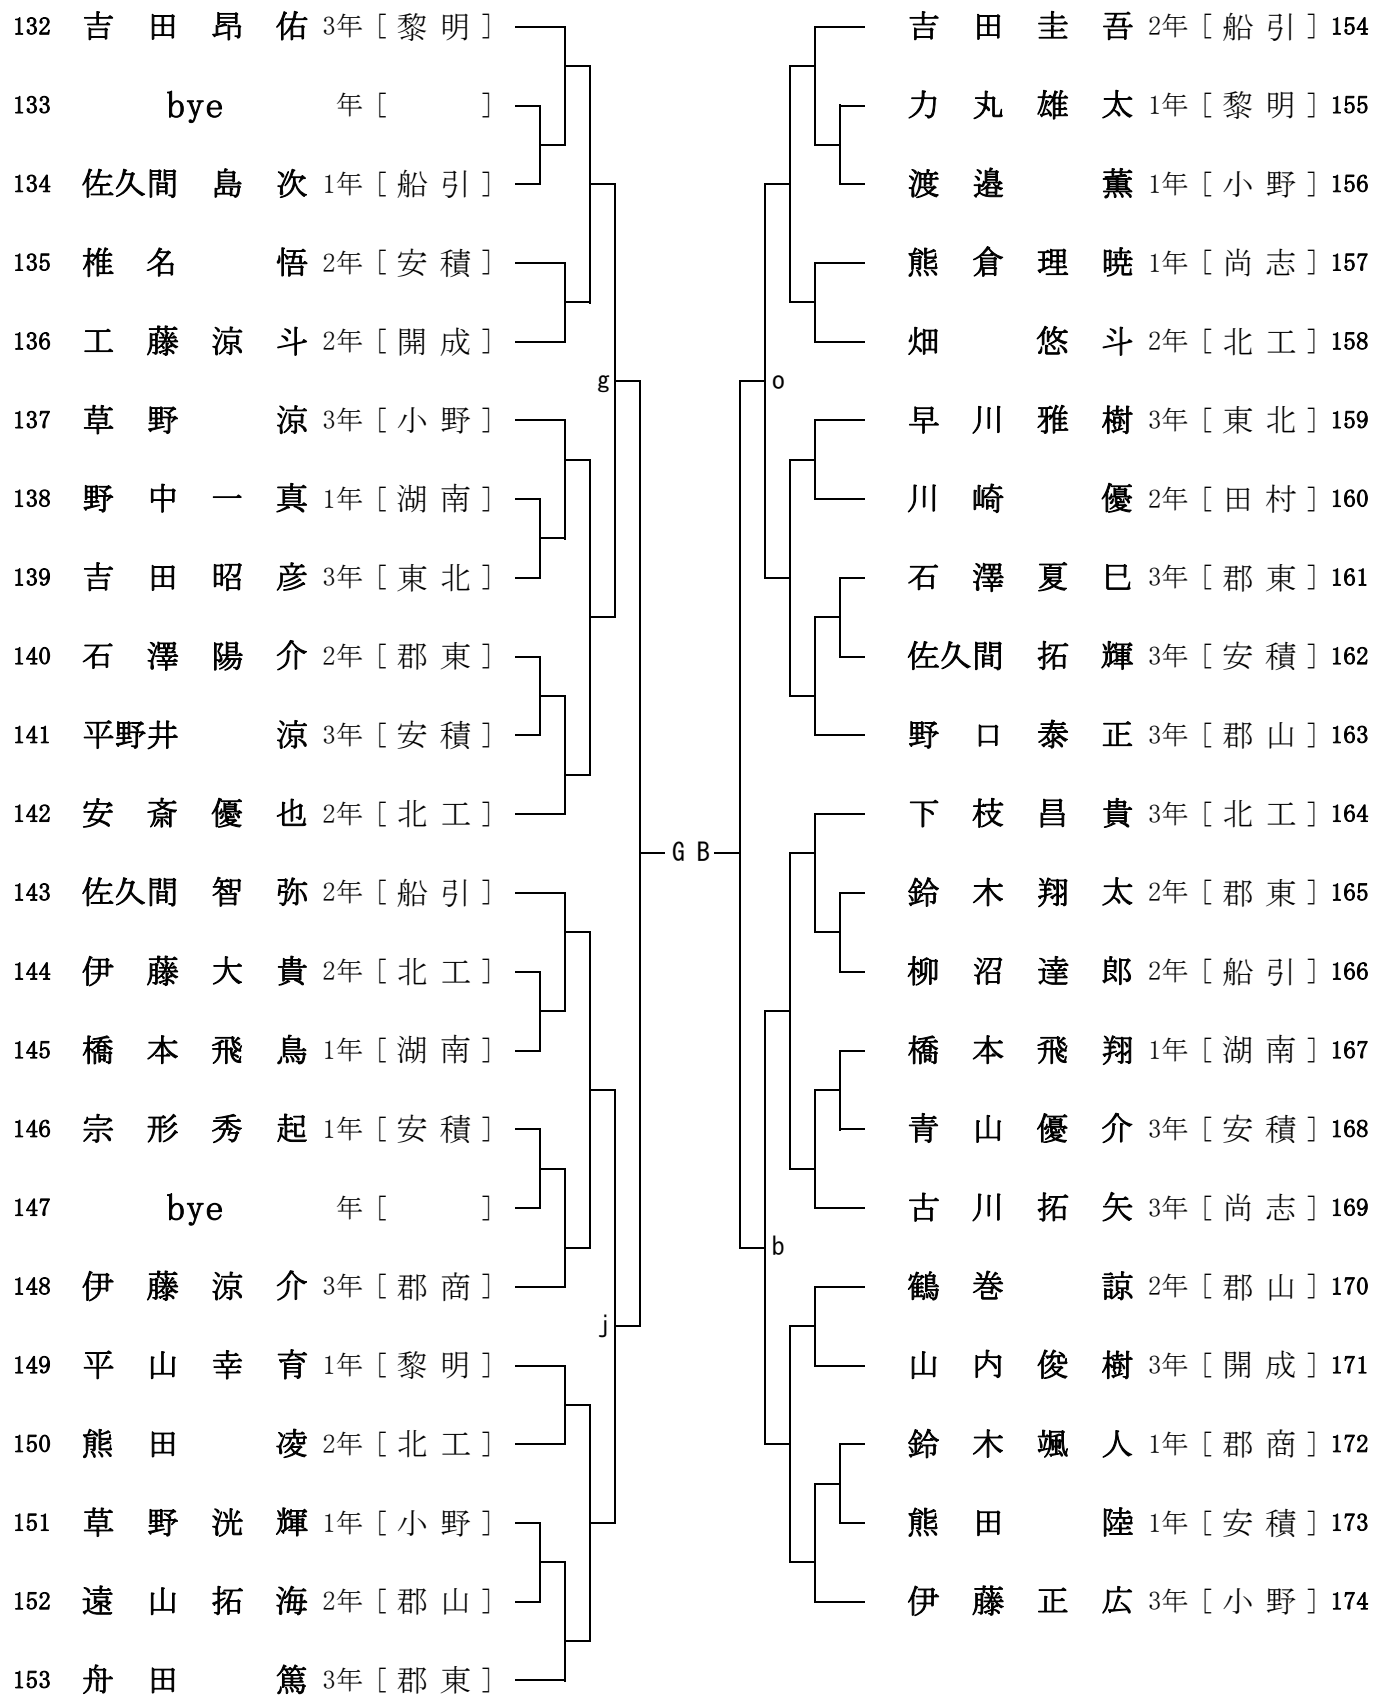 132 吉田昂佑 3年 [黎明]
133 bye 年 [ ]
134 佐久間島次 1年 [船引]
135 椎名悟 2年 [安積]
136 工藤涼斗 2年 [開成]
g
137 草野涼 3年 [小野]
138 野中一真 1年 [湖南]
139 吉田昭彦 3年 [東北]
140 石澤陽介 2年 [郡東]
141 平野井涼 3年 [安積]
142 安斎優也 2年 [北工]
G
143 佐久間智弥 2年 [船引]
144 伊藤大貴 2年 [北工]
145 橋本飛鳥 1年 [湖南]
146 宗形秀起 1年 [安積]
147 bye 年 [ ]
148 伊藤涼介 3年 [郡商]
j
149 平山幸育 1年 [黎明]
150 熊田凌 2年 [北工]
151 草野洸輝 1年 [小野]
152 遠山拓海 2年 [郡山]
153 舟田篤 3年 [郡東]
吉田圭吾 2年 [船引] 154
力丸雄太 1年 [黎明] 155
渡邉薫 1年 [小野] 156
熊倉理暁 1年 [尚志] 157
畑悠斗 2年 [北工] 158
o
早川雅樹 3年 [東北] 159
川崎優 2年 [田村] 160
石澤夏巳 3年 [郡東] 161
佐久間拓輝 3年 [安積] 162
野口泰正 3年 [郡山] 163
下枝昌貴 3年 [北工] 164
B
鈴木翔太 2年 [郡東] 165
柳沼達郎 2年 [船引] 166
橋本飛翔 1年 [湖南] 167
青山優介 3年 [安積] 168
古川拓矢 3年 [尚志] 169
b
鶴巻諒 2年 [郡山] 170
山内俊樹 3年 [開成] 171
鈴木颯人 1年 [郡商] 172
熊田陸 1年 [安積] 173
伊藤正広 3年 [小野] 174